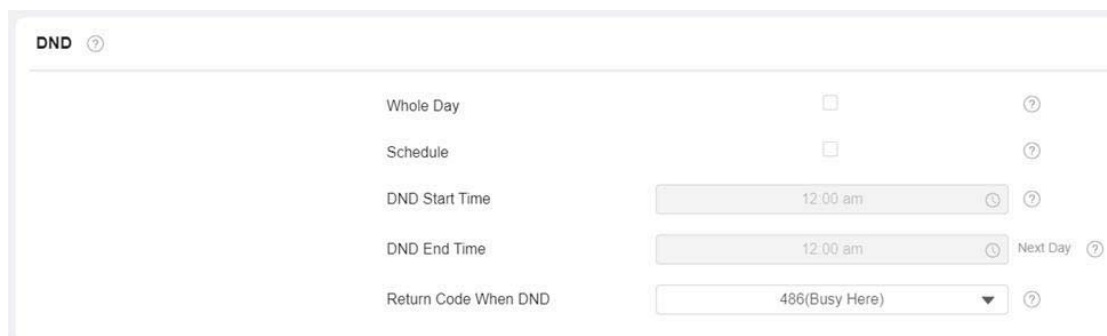 DND ?
Whole Day ?
Schedule ?
DND Start Time 12:00 am ?
DND End Time 12:00 am Next Day ?
Return Code When DND 486(Busy Here) ?